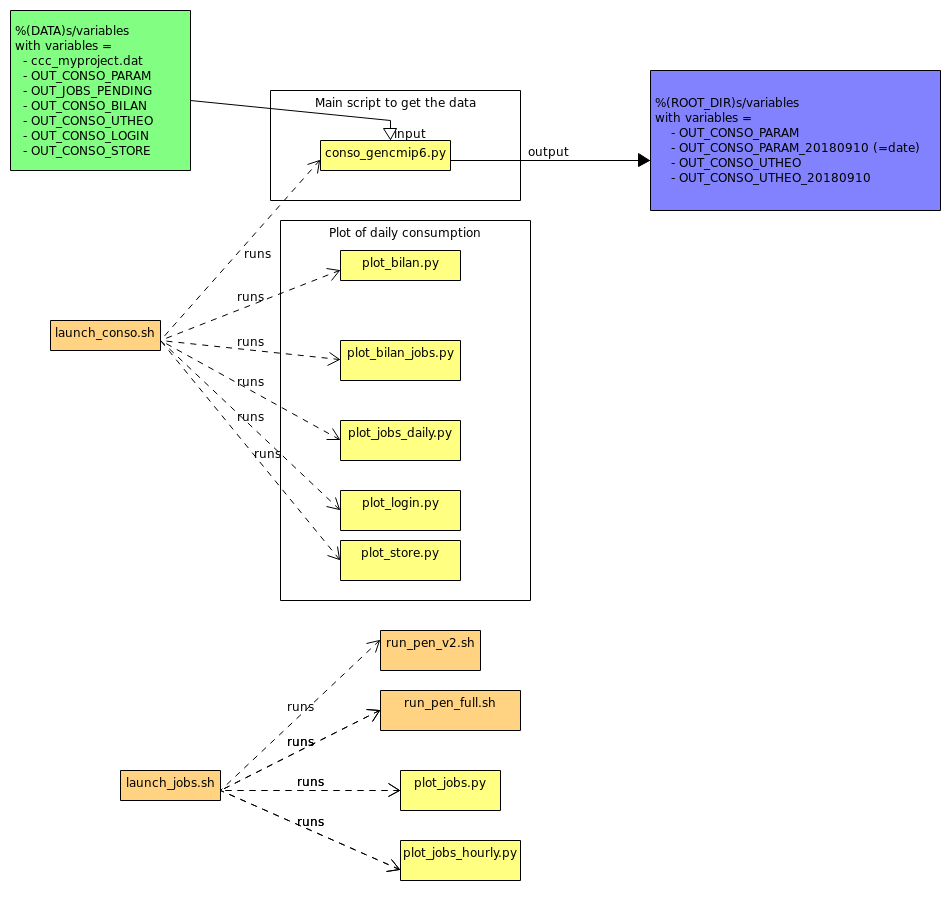 %(DATA)s/variables
with variables =
- ccc_myproject.dat
- OUT_CONSO_PARAM
- OUT_JOBS_PENDING
- OUT_CONSO_BILAN
- OUT_CONSO_UTHEO
- OUT_CONSO_LOGIN
- OUT_CONSO_STORE
Main script to get the data
input
conso_gencmip6.py
output
%(ROOT_DIR)s/variables
with variables =
- OUT_CONSO_PARAM
- OUT_CONSO_PARAM_20180910 (=date)
- OUT_CONSO_UTHEO
- OUT_CONSO_UTHEO_20180910
Plot of daily consumption
runs
plot_bilan.py
runs
launch_conso.sh
runs
plot_bilan_jobs.py
runs
plot_jobs_daily.py
runs
runs
plot_login.py
plot_store.py
run_pen_v2.sh
runs
run_pen_full.sh
runs
launch_jobs.sh
runs
plot_jobs.py
runs
plot_jobs_hourly.py